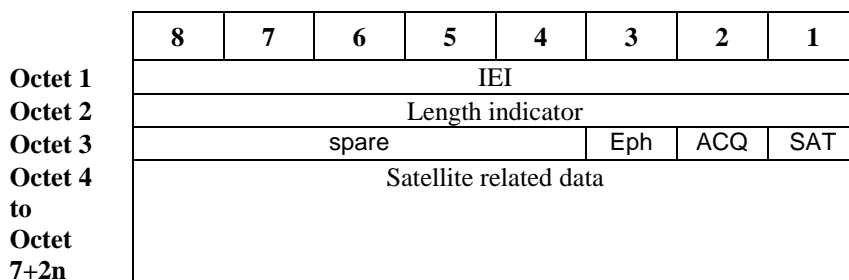 8 7 6 5 4 3 2 1
Octet 1 IEI
Octet 2 Length indicator
Octet 3 spare Eph ACQ SAT
Octet 4 Satellite related data
to
Octet
7+2n